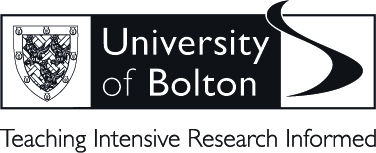 University
of Bolton
Teaching Intensive Research Informed